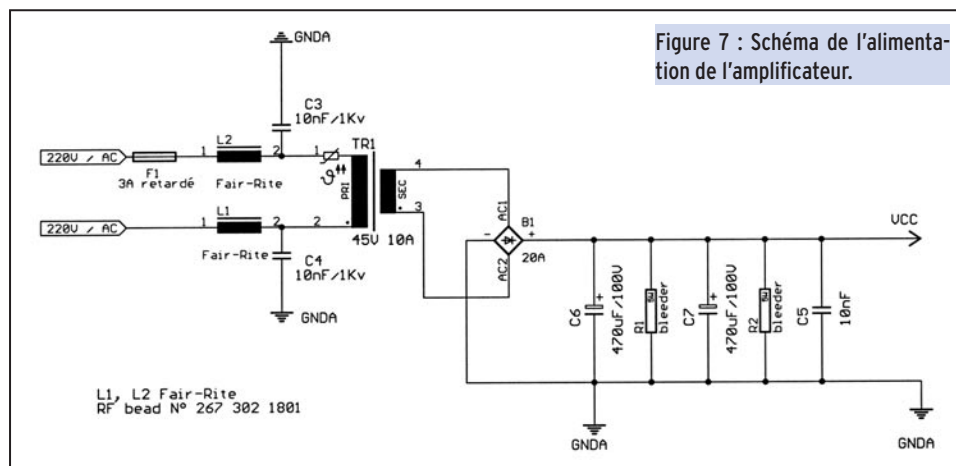 Figure 7 : Schéma de l'alimenta-
tion de l'amplificateur.
GNDA
C3
10nF/1Kv
TR1
220V / AC
F1
3A retardé
1
L2
2
Fair-Rite
1
ϑ
PRI
SEC
4
3
220V / AC
1
L1
2
Fair-Rite
2
45V 10A
C4
10nF/1Kv
GNDA
AC1
B1
-
+
AC2
20A
VCC
C6
+
470uF/100V
R1
5W
bleeder
C7
+
470uF/100V
R2
5W
bleeder
C5
10nF
GNDA
GNDA
L1, L2 Fair-Rite
RF bead N° 267 302 1801